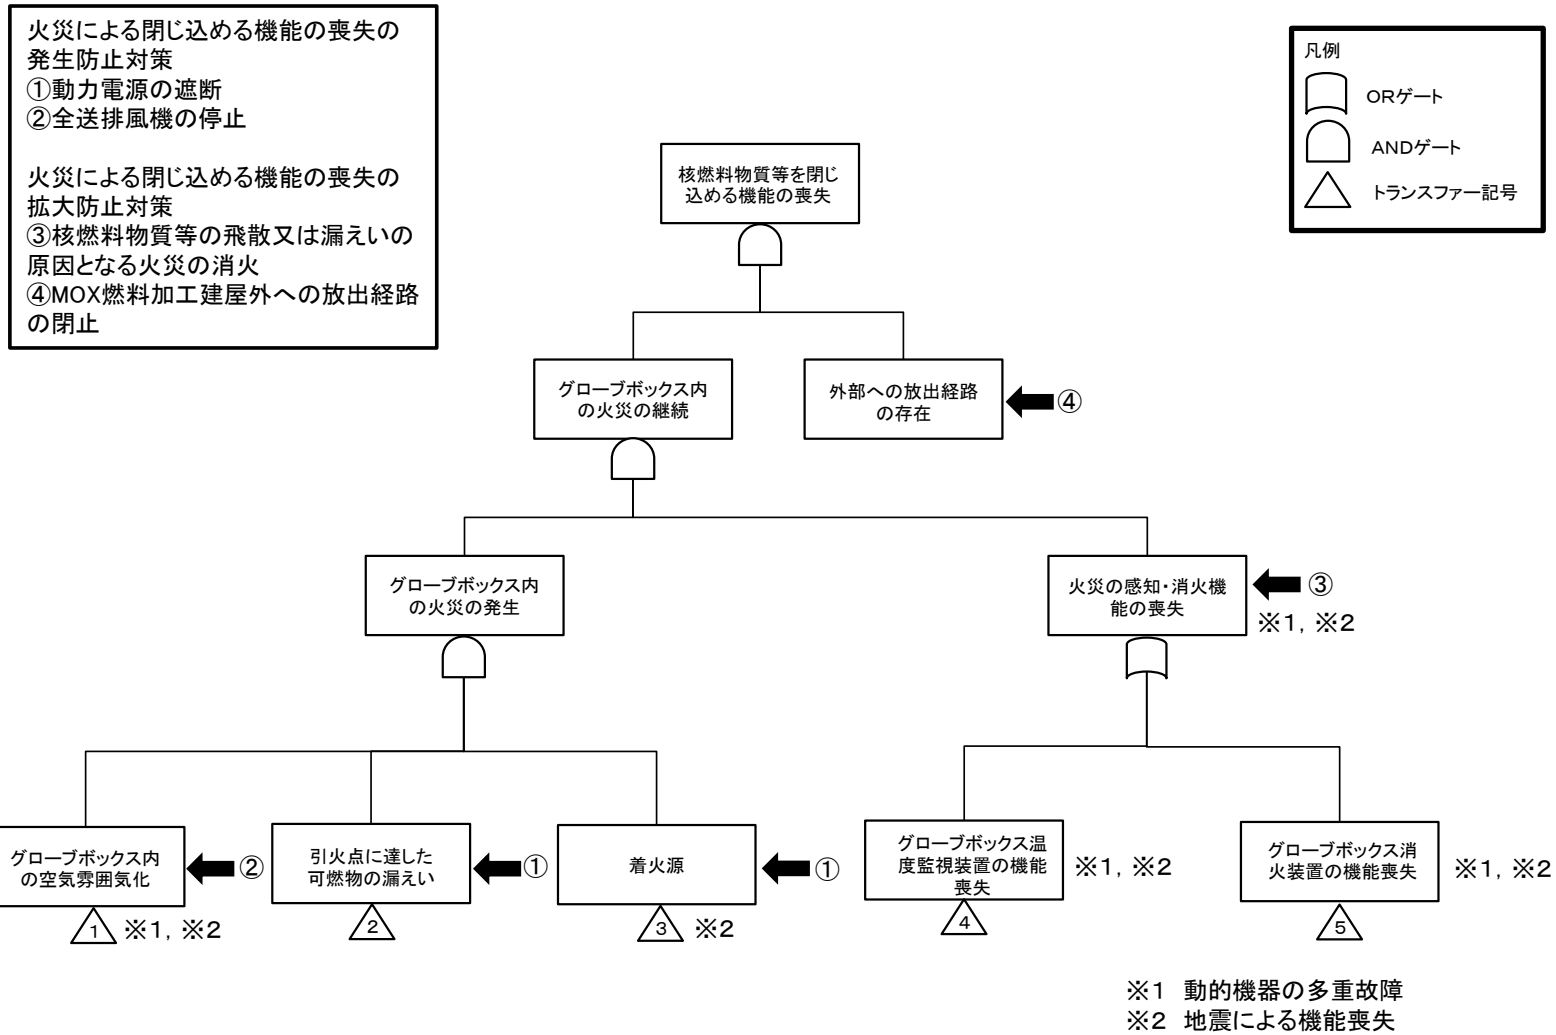 火災による閉じ込める機能の喪失の
発生防止対策
①動力電源の遮断
②全送排風機の停止
火災による閉じ込める機能の喪失の
拡大防止対策
③核燃料物質等の飛散又は漏えいの
原因となる火災の消火
④MOX燃料加工建屋外への放出経路
の閉止
凡例
ORゲート
ANDゲート
トランスファー記号
核燃料物質等を閉じ
込める機能の喪失
グローブボックス内
の火災の継続
外部への放出経路
の存在
④
グローブボックス内
の火災の発生
火災の感知・消火機
能の喪失
③
※1，※2
グローブボックス内
の空気雰囲気化
②
1
※1，※2
引火点に達した
可燃物の漏えい
①
2
着火源
①
3
※2
グローブボックス温
度監視装置の機能
喪失
※1，※2
4
グローブボックス消
火装置の機能喪失
※1，※2
5
※1 動的機器の多重故障
※2 地震による機能喪失